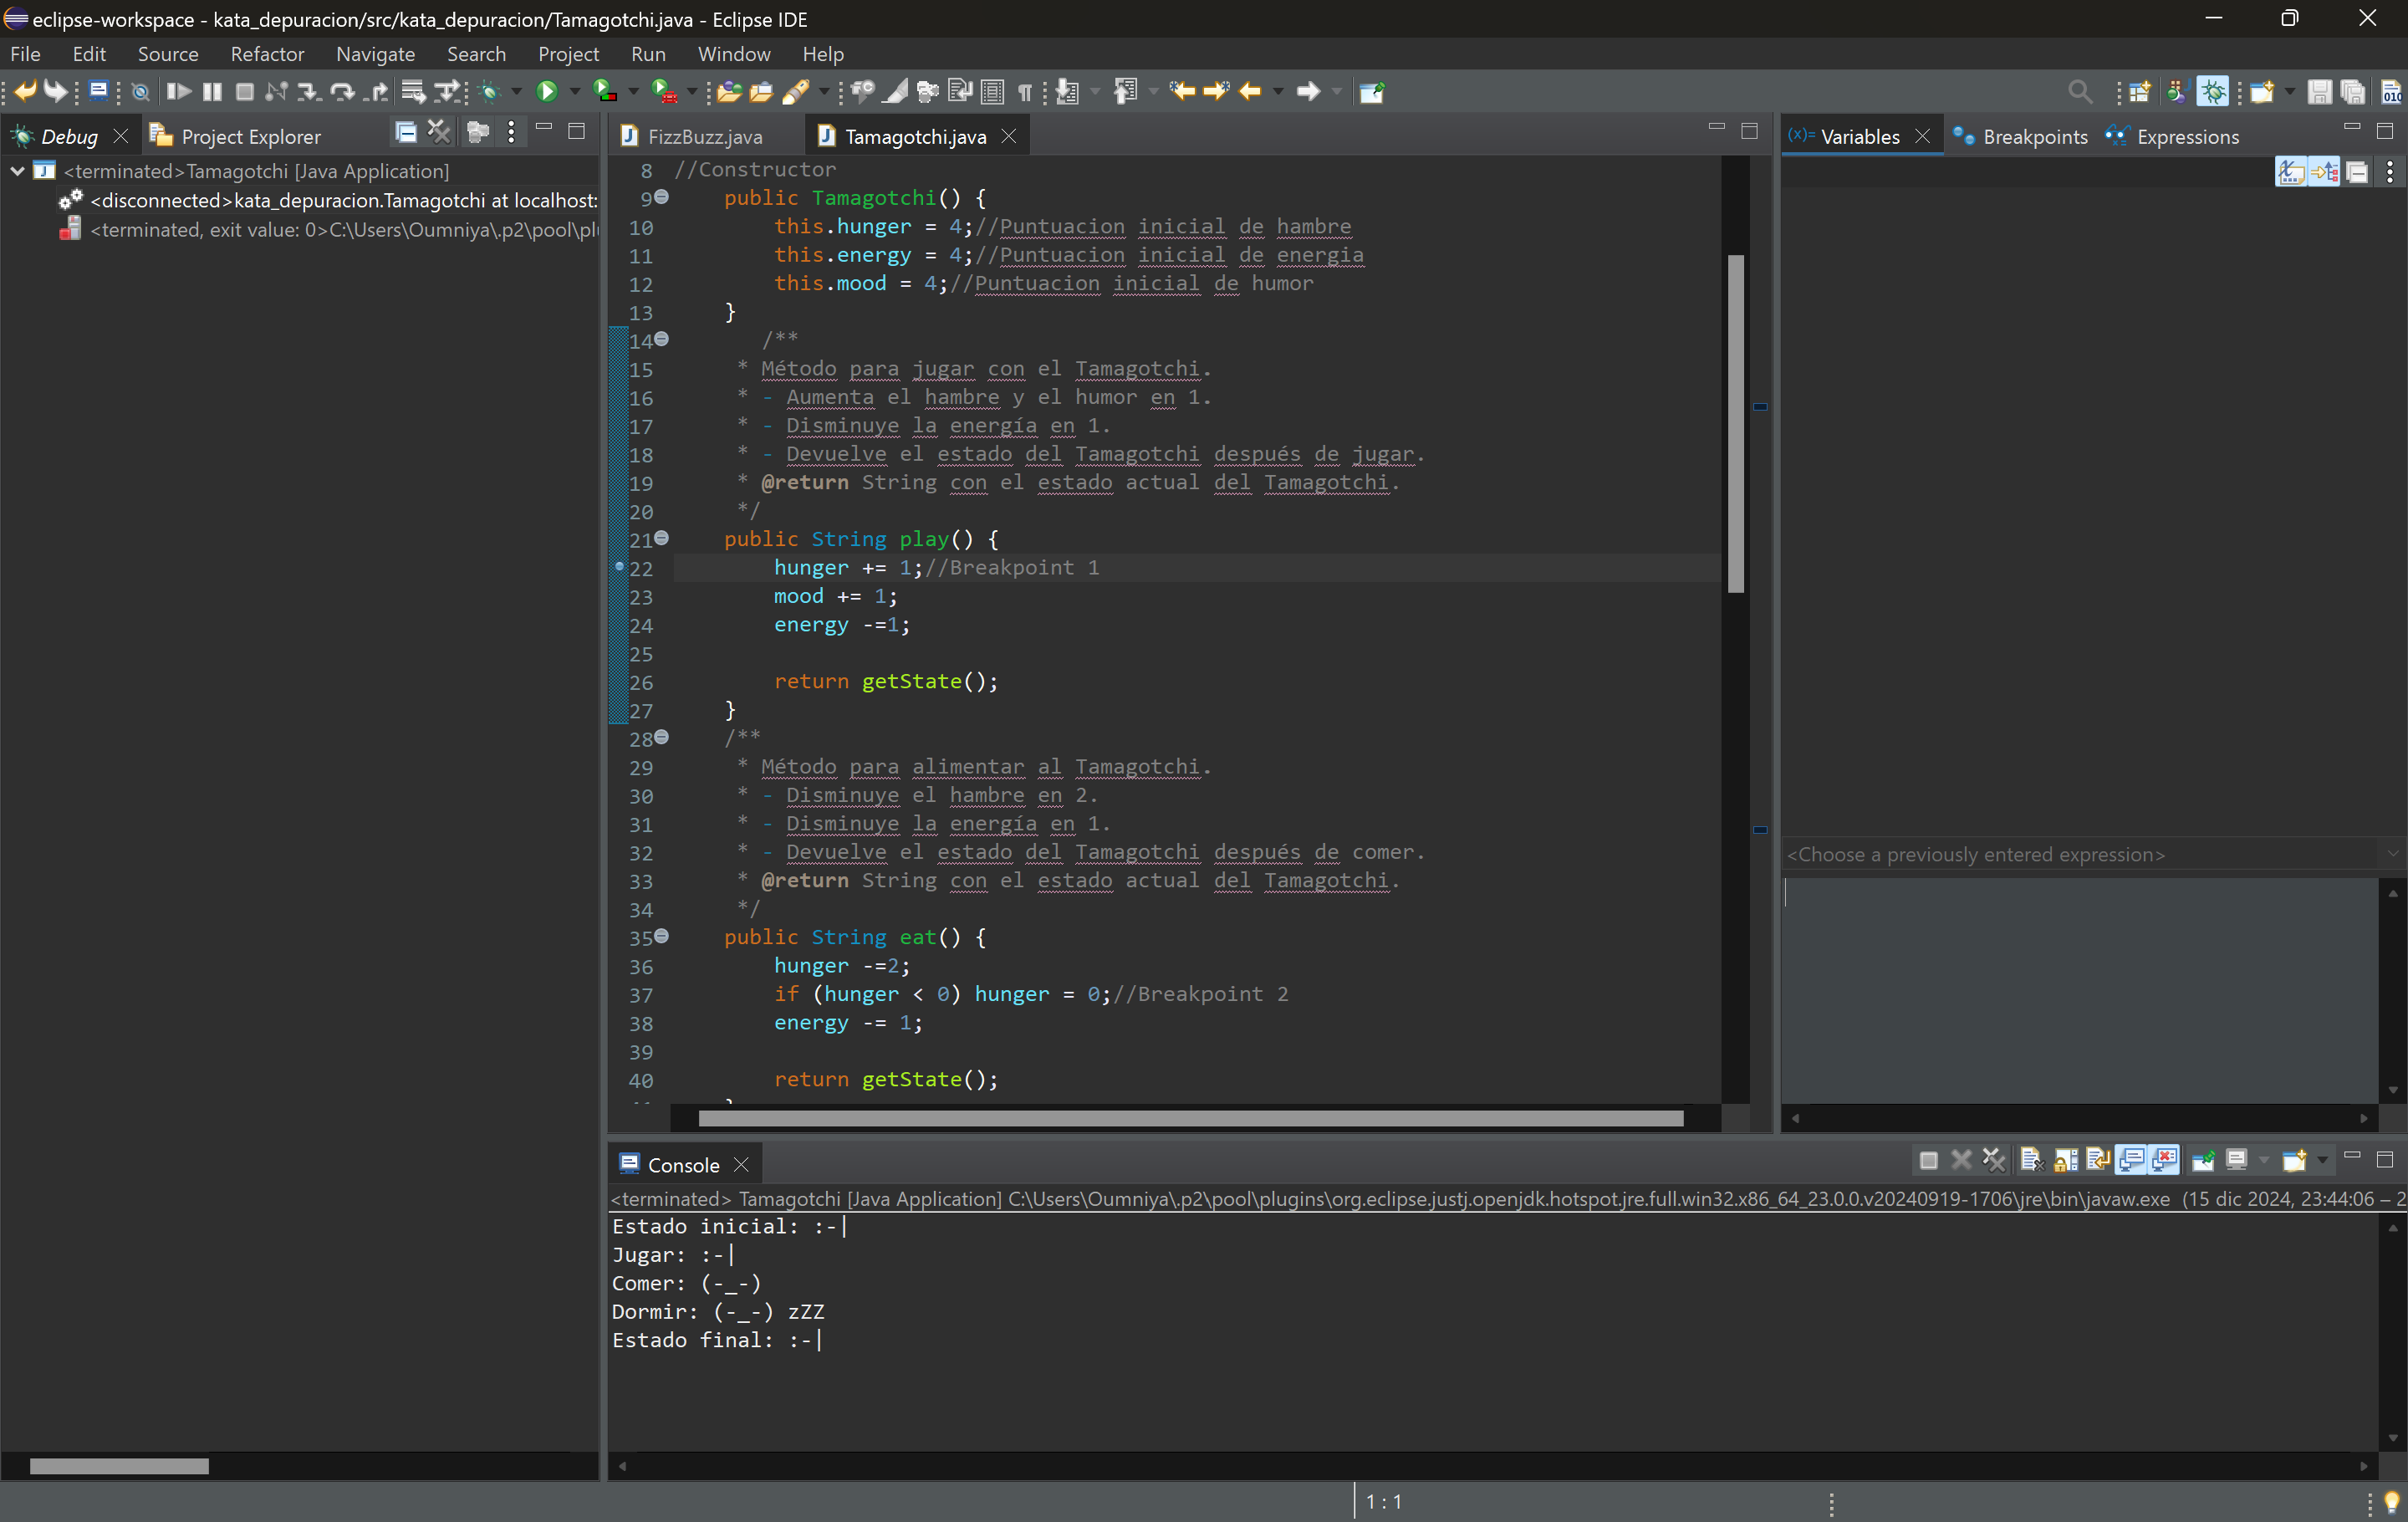 eclipse-workspace - kata_depuracion/src/kata_depuracion/Tamagotchi.java - Eclipse IDE
File Edit Source Refactor Navigate Search Project Run Window Help
Debug Project Explorer
<terminated>Tamagotchi [Java Application]
<disconnected>kata_depuracion.Tamagotchi at localhost:
<terminated, exit value: 0>C:\Users\Oumniya\.p2\pool\pl
FizzBuzz.java Tamagotchi.java
8 //Constructor
9 public Tamagotchi() {
10 this.hunger = 4;//Puntuacion inicial de hambre
11 this.energy = 4;//Puntuacion inicial de energia
12 this.mood = 4;//Puntuacion inicial de humor
13 }
14 /**
15 * Método para jugar con el Tamagotchi.
16 * - Aumenta el hambre y el humor en 1.
17 * - Disminuye la energía en 1.
18 * - Devuelve el estado del Tamagotchi después de jugar.
19 * @return String con el estado actual del Tamagotchi.
20 */
21 public String play() {
22 hunger += 1;//Breakpoint 1
23 mood += 1;
24 energy -=1;
25
26 return getState();
27 }
28 /**
29 * Método para alimentar al Tamagotchi.
30 * - Disminuye el hambre en 2.
31 * - Disminuye la energía en 1.
32 * - Devuelve el estado del Tamagotchi después de comer.
33 * @return String con el estado actual del Tamagotchi.
34 */
35 public String eat() {
36 hunger -=2;
37 if (hunger < 0) hunger = 0;//Breakpoint 2
38 energy -= 1;
39
40 return getState();
(x)= Variables Breakpoints Expressions
<Choose a previously entered expression>
Console
<terminated> Tamagotchi [Java Application] C:\Users\Oumniya\.p2\pool\plugins\org.eclipse.justj.openjdk.hotspot.jre.full.win32.x86_64_23.0.0.v20240919-1706\jre\bin\javaw.exe (15 dic 2024, 23:44:06 – 2
Estado inicial: :-|
Jugar: :-|
Comer: (-_-)
Dormir: (-_-) zZZ
Estado final: :-|
1 : 1